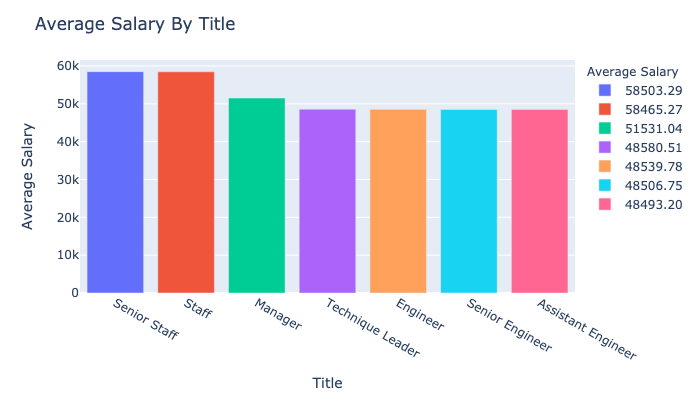 Average Salary By Title
Average Salary
60k
50k
40k
30k
20k
10k
0
Senior Staff
Staff
Manager
Technique Leader
Engineer
Senior Engineer
Assistant Engineer
Title
Average Salary
58503.29
58465.27
51531.04
48580.51
48539.78
48506.75
48493.20